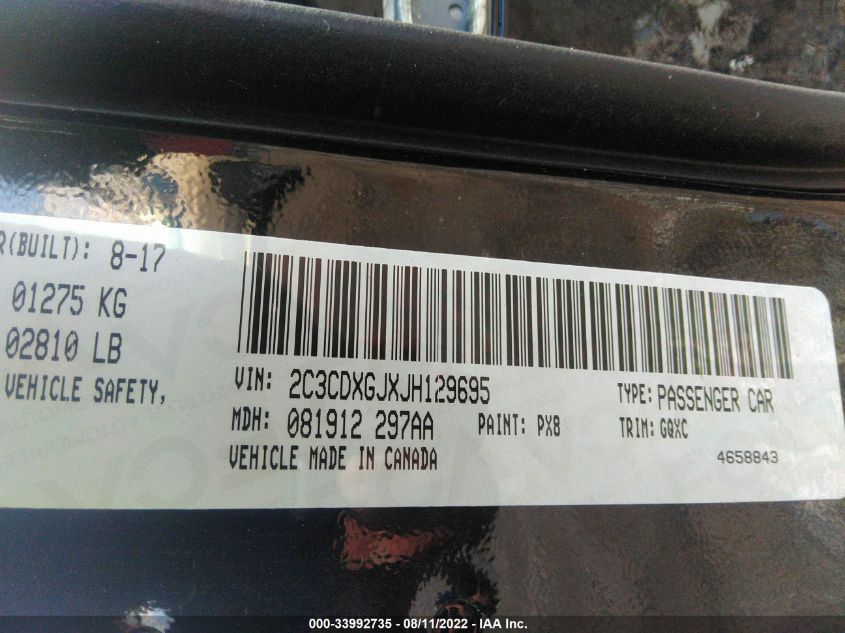 R(BUILT): 8-17
01275 KG
02810 LB
VEHICLE SAFETY,
VIN: 2C3CDXGJXJH129695
TYPE: PASSENGER CAR
MDH: 081912 297AA
PAINT: PX8
TRIM: GQXC
VEHICLE MADE IN CANADA
4658843
000-33992735 - 08/11/2022 - IAA Inc.